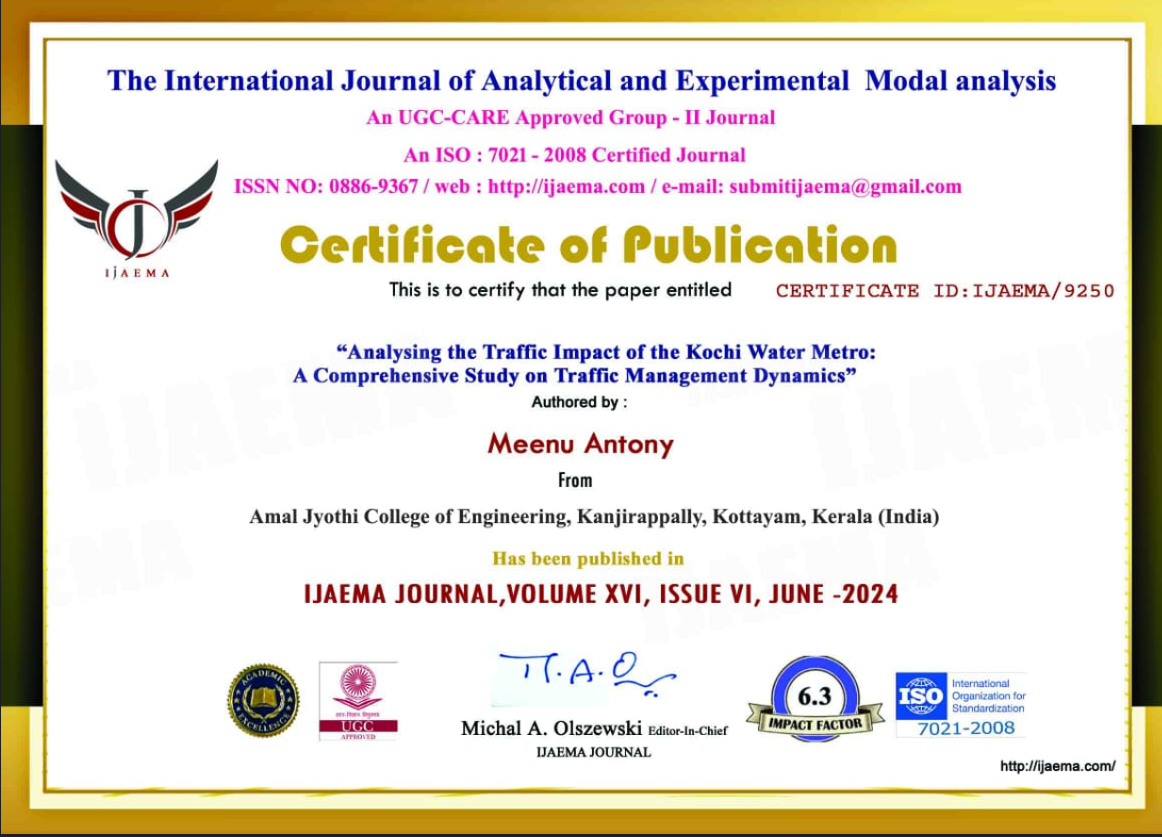 The International Journal of Analytical and Experimental Modal analysis
An UGC-CARE Approved Group - II Journal
An ISO : 7021 - 2008 Certified Journal
ISSN NO: 0886-9367 / web : http://ijaema.com / e-mail: submitijaema@gmail.com
IJAEMA
Certificate of Publication
This is to certify that the paper entitled
CERTIFICATE ID:IJAEMA/9250
“Analysing the Traffic Impact of the Kochi Water Metro:
A Comprehensive Study on Traffic Management Dynamics”
Authored by :
Meenu Antony
From
Amal Jyothi College of Engineering, Kanjirappally, Kottayam, Kerala (India)
Has been published in
IJAEMA JOURNAL,VOLUME XVI, ISSUE VI, JUNE -2024
ACADEMIC
EXCELLENCE
UGC
APPROVED
Michal A. Olszewski Editor-In-Chief
IJAEMA JOURNAL
6.3
IMPACT FACTOR
ISO
International
Organization for
Standardization
7021-2008
http://ijaema.com/